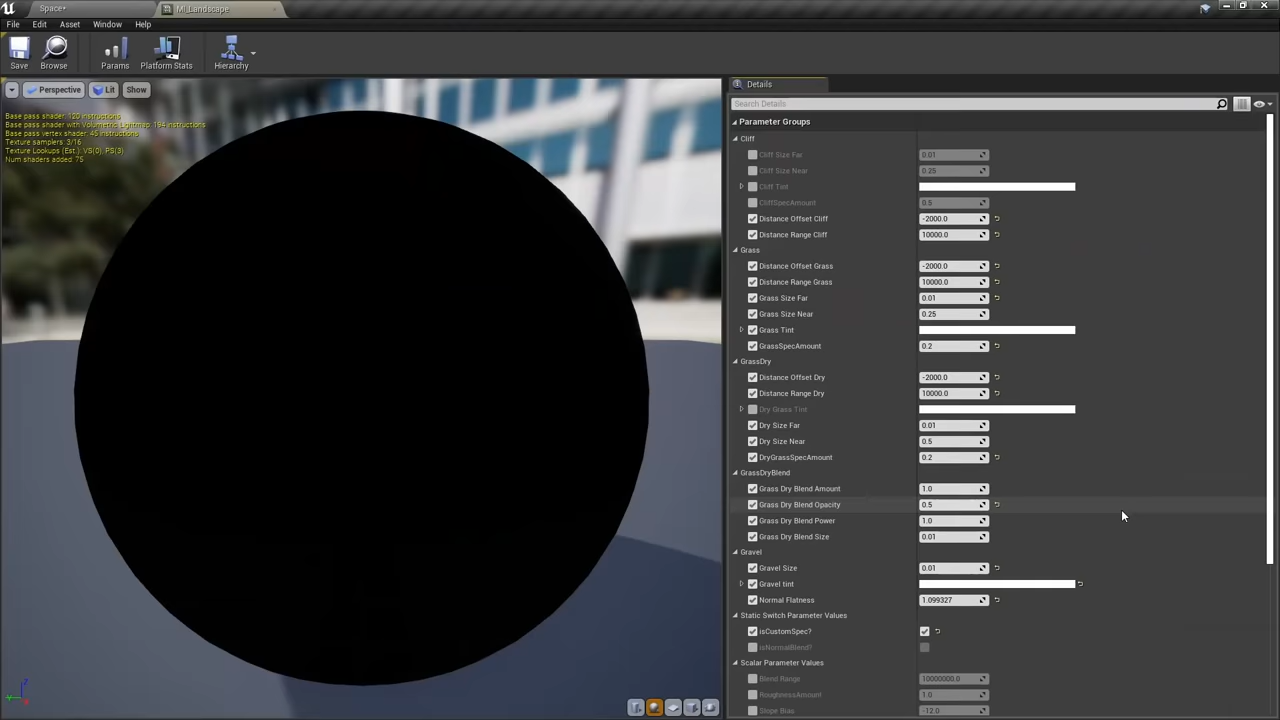 Space*
MI_Landscape
File Edit Asset Window Help
Save Browse Params Platform Stats Hierarchy
Perspective Lit Show
Base pass shader: 120 instructions
Base pass shader with Volumetric Lightmap: 194 instructions
Base pass vertex shader: 45 instructions
Texture samplers: 3/16
Texture Lookups (Est.): VS(0), PS(3)
Num shaders added: 75
Details
Search Details
Parameter Groups
Cliff
Cliff Size Far 0.01
Cliff Size Near 0.25
Cliff Tint
CliffSpecAmount 0.5
Distance Offset Cliff -2000.0
Distance Range Cliff 10000.0
Grass
Distance Offset Grass -2000.0
Distance Range Grass 10000.0
Grass Size Far 0.01
Grass Size Near 0.25
Grass Tint
GrassSpecAmount 0.2
GrassDry
Distance Offset Dry -2000.0
Distance Range Dry 10000.0
Dry Grass Tint
Dry Size Far 0.01
Dry Size Near 0.5
DryGrassSpecAmount 0.2
GrassDryBlend
Grass Dry Blend Amount 1.0
Grass Dry Blend Opacity 0.5
Grass Dry Blend Power 1.0
Grass Dry Blend Size 0.01
Gravel
Gravel Size 0.01
Gravel tint
Normal Flatness 1.099327
Static Switch Parameter Values
isCustomSpec?
isNormalBlend?
Scalar Parameter Values
Blend Range 10000000.0
RoughnessAmount 1.0
Slope Bias -12.0